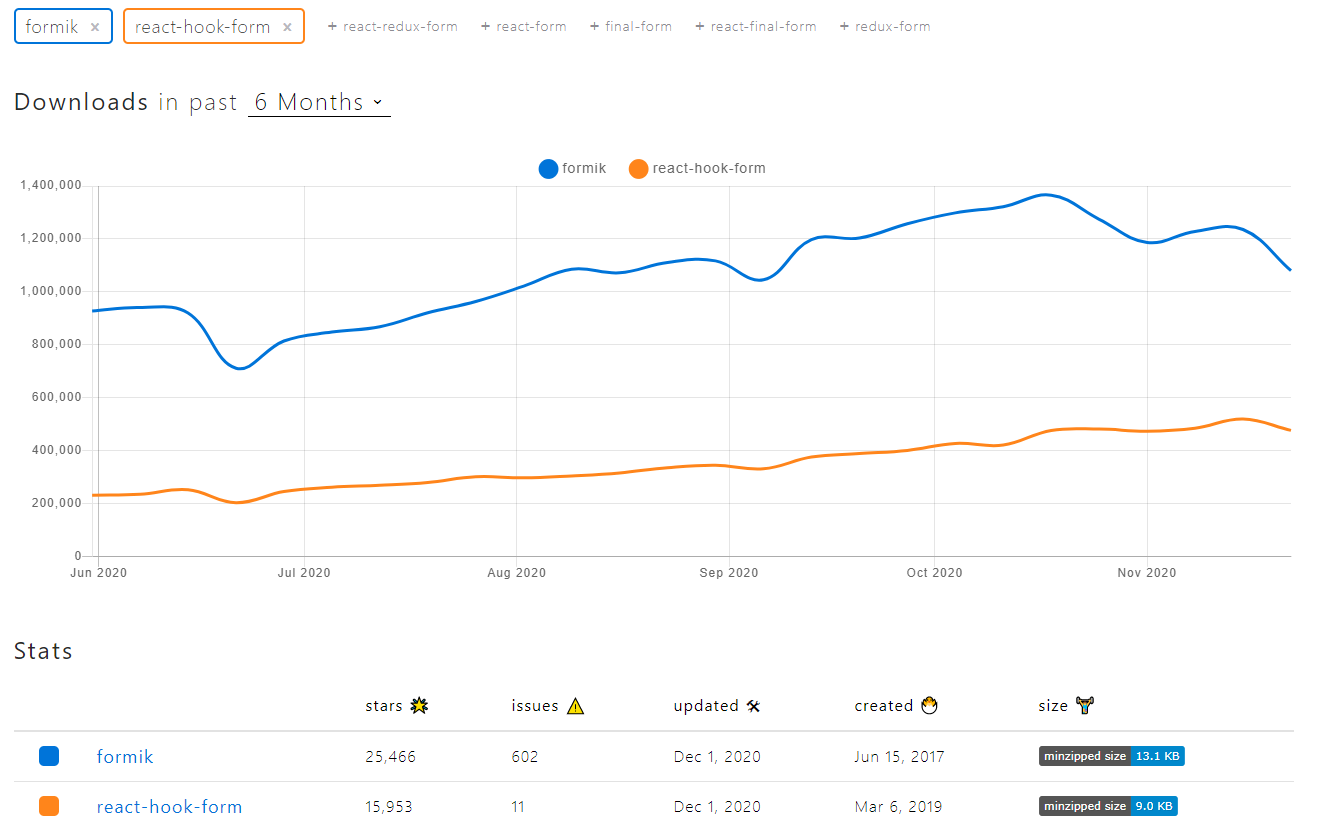 formik × react-hook-form × + react-redux-form + react-form + final-form + react-final-form + redux-form
Downloads in past 6 Months
formik react-hook-form
1,400,000
1,200,000
1,000,000
800,000
600,000
400,000
200,000
0
Jun 2020 Jul 2020 Aug 2020 Sep 2020 Oct 2020 Nov 2020
Stats
stars issues updated created size
formik 25,466 602 Dec 1, 2020 Jun 15, 2017 minzipped size 13.1 KB
react-hook-form 15,953 11 Dec 1, 2020 Mar 6, 2019 minzipped size 9.0 KB